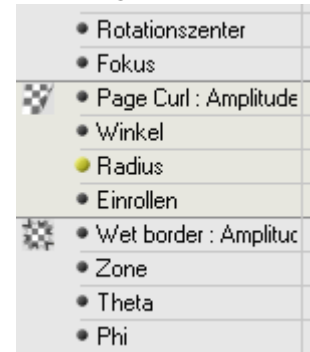 Rotationszenter
Fokus
Page Curl : Amplitude
Winkel
Radius
Einrollen
Wet border : Amplituc
Zone
Theta
Phi